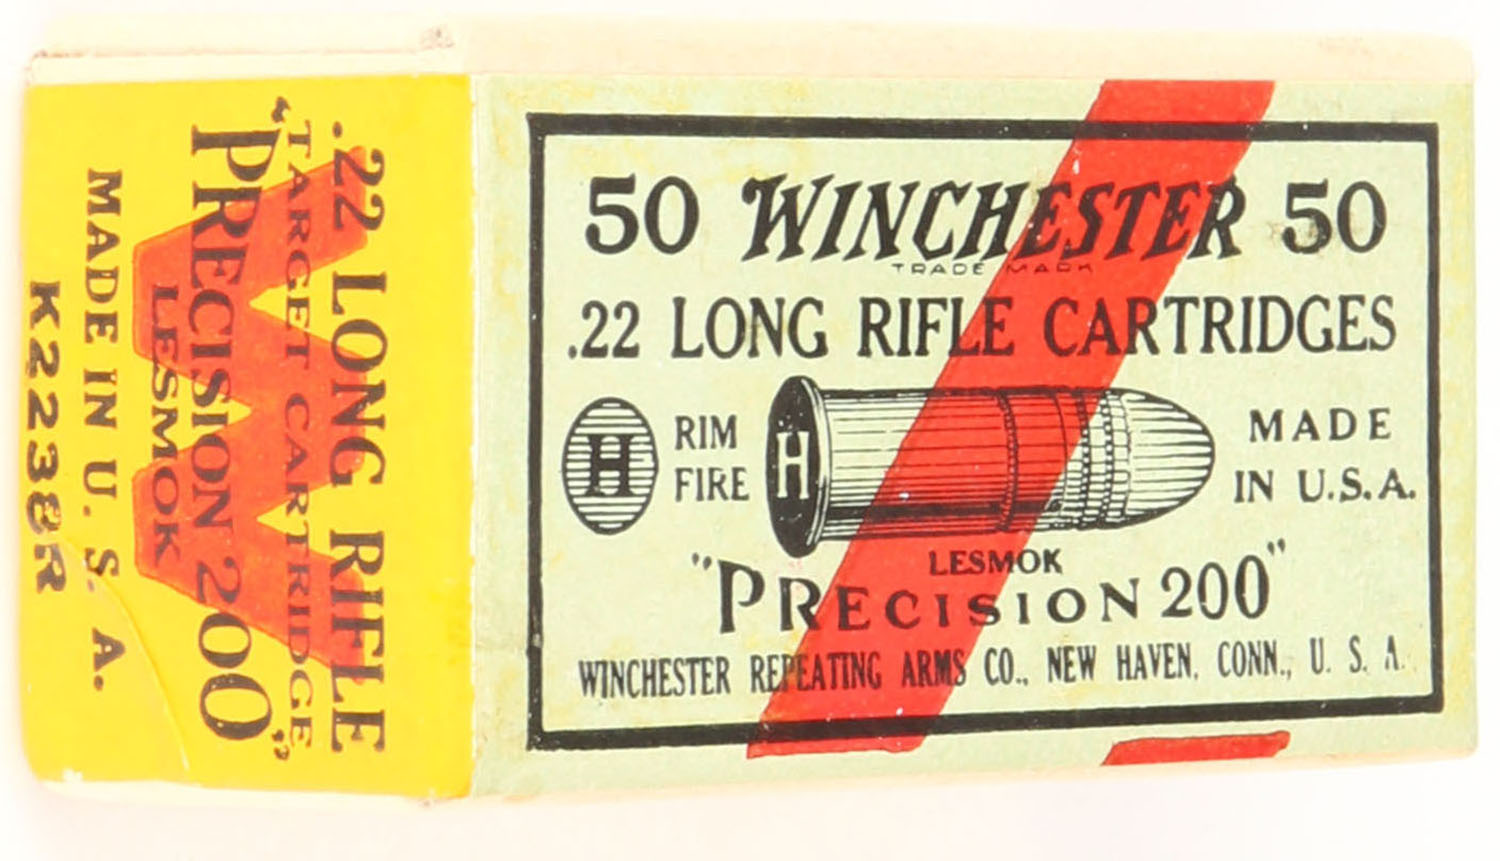 50 WINCHESTER 50
TRADE MARK
.22 LONG RIFLE CARTRIDGES
H RIM FIRE H MADE IN U.S.A.
LESMOK
"PRECISION 200"
WINCHESTER REPEATING ARMS CO., NEW HAVEN, CONN., U. S. A.
.22 LONG RIFLE
TARGET CARTRIDGE
"PRECISION 200"
LESMOK
MADE IN U. S. A.
K2238R
W